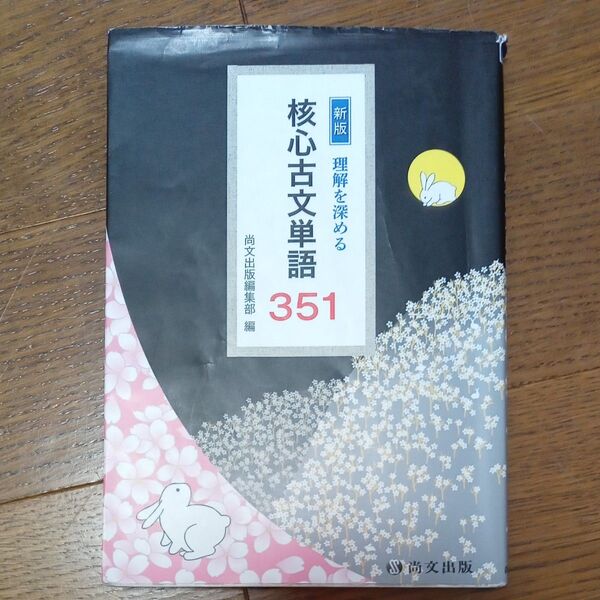 新版
理解を深める
核心古文単語
351
尚文出版編集部 編
尚文出版